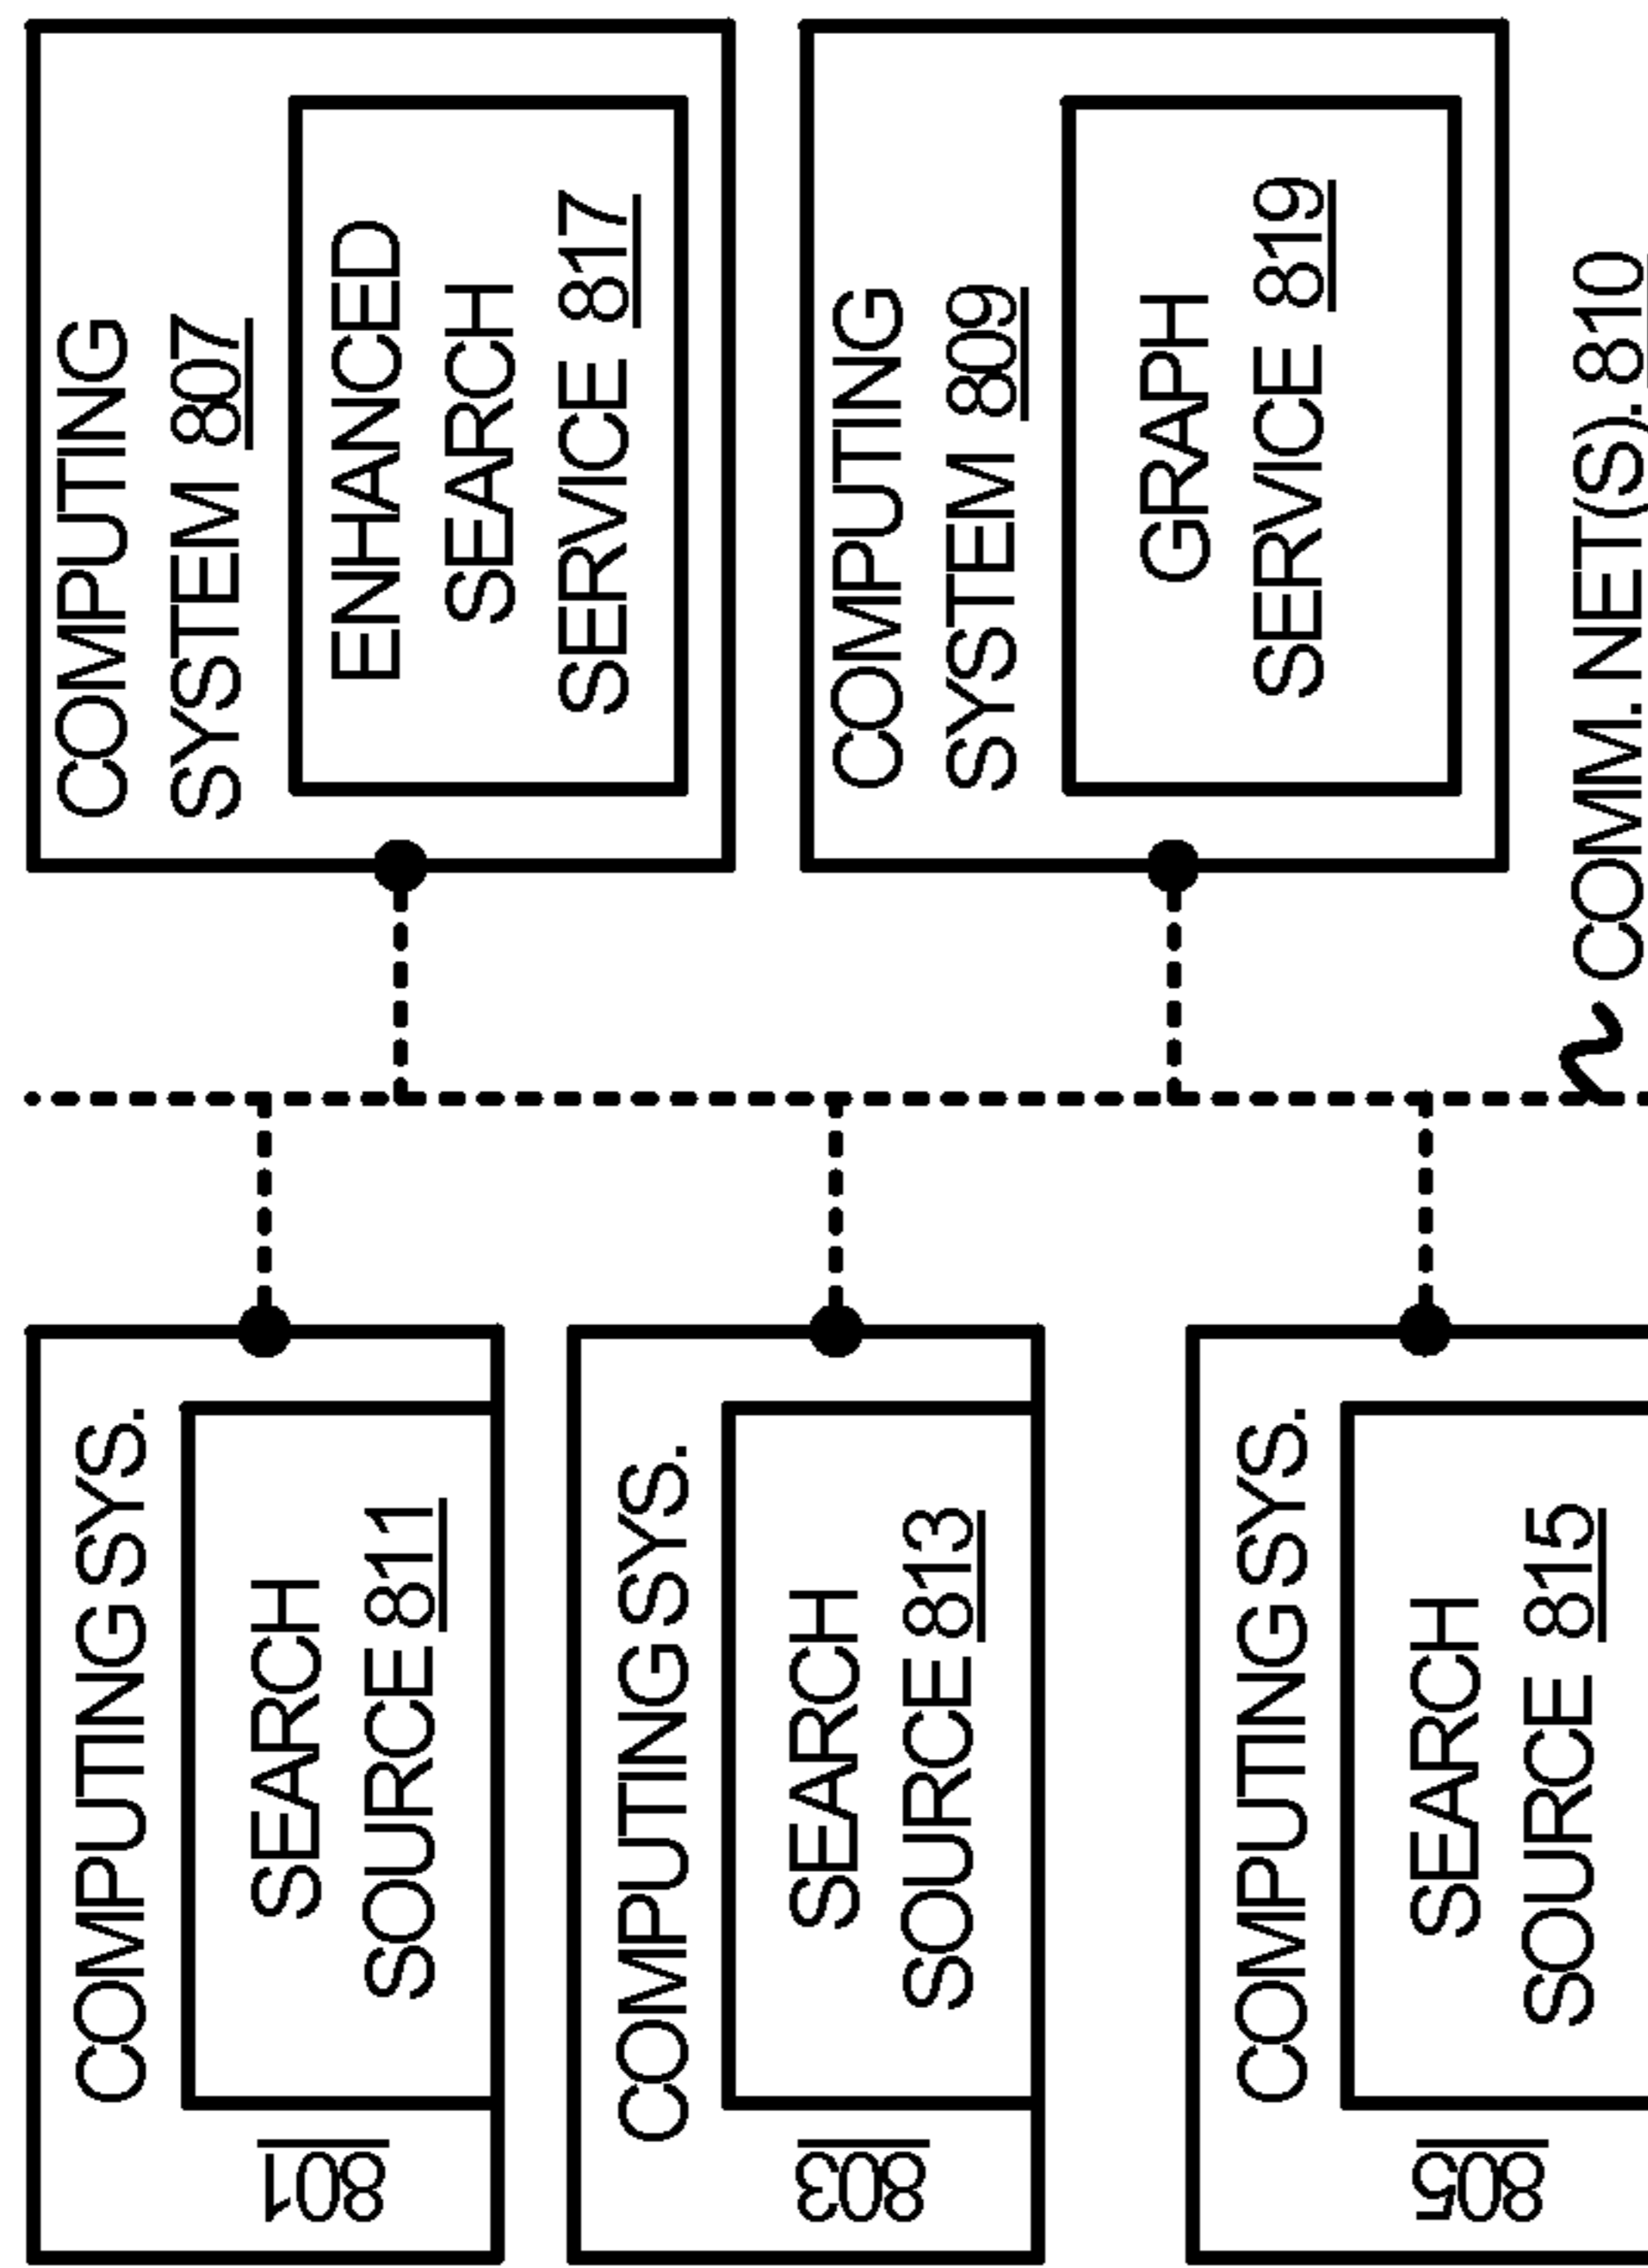 COMPUTING
SYSTEM 807
ENHANCED
SEARCH
SERVICE 817
COMPUTING
SYSTEM 809
GRAPH
SERVICE 819
COMM. NET(S). 810
COMPUTING SYS.
SEARCH
SOURCE 811
801
COMPUTING SYS.
SEARCH
SOURCE 813
803
COMPUTING SYS.
SEARCH
SOURCE 815
805